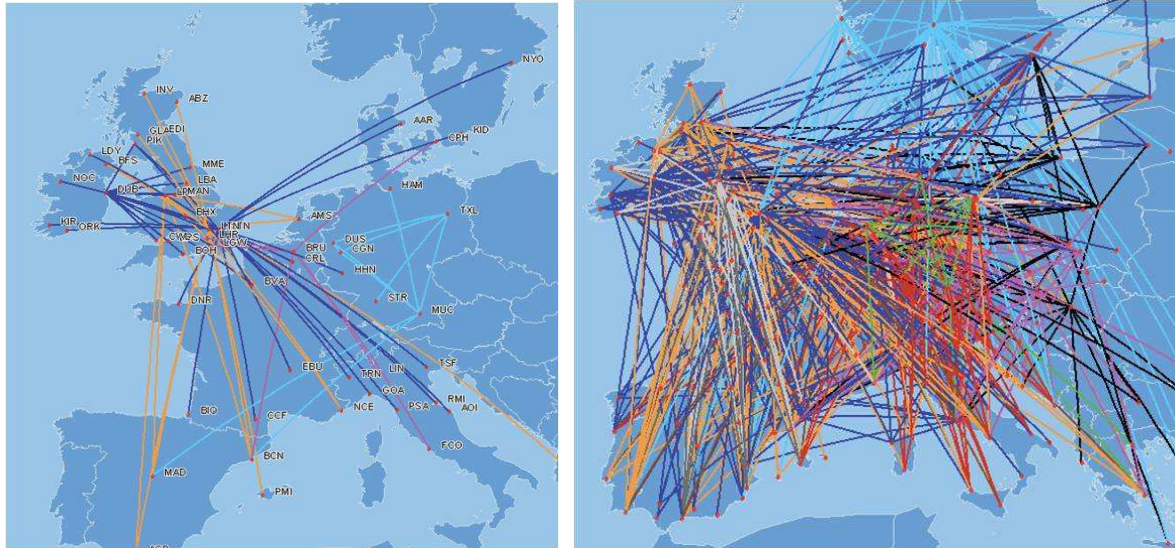 NYO
INV
ABZ
AAR
KID
CPH
GLA
EDI
PIK
LDY
BFS
MME
LBA
NOC
DUB
MAN
HAM
BHX
AMS
TXL
KIR
ORK
LHR
LGW
DUS
CGN
BRU
CRL
BOH
HHN
BVA
DNR
STR
MUC
EBU
TRN
LIN
TSF
GOA
BIQ
CCF
NCE
PSA
RMI
AOI
FCO
BCN
MAD
PMI